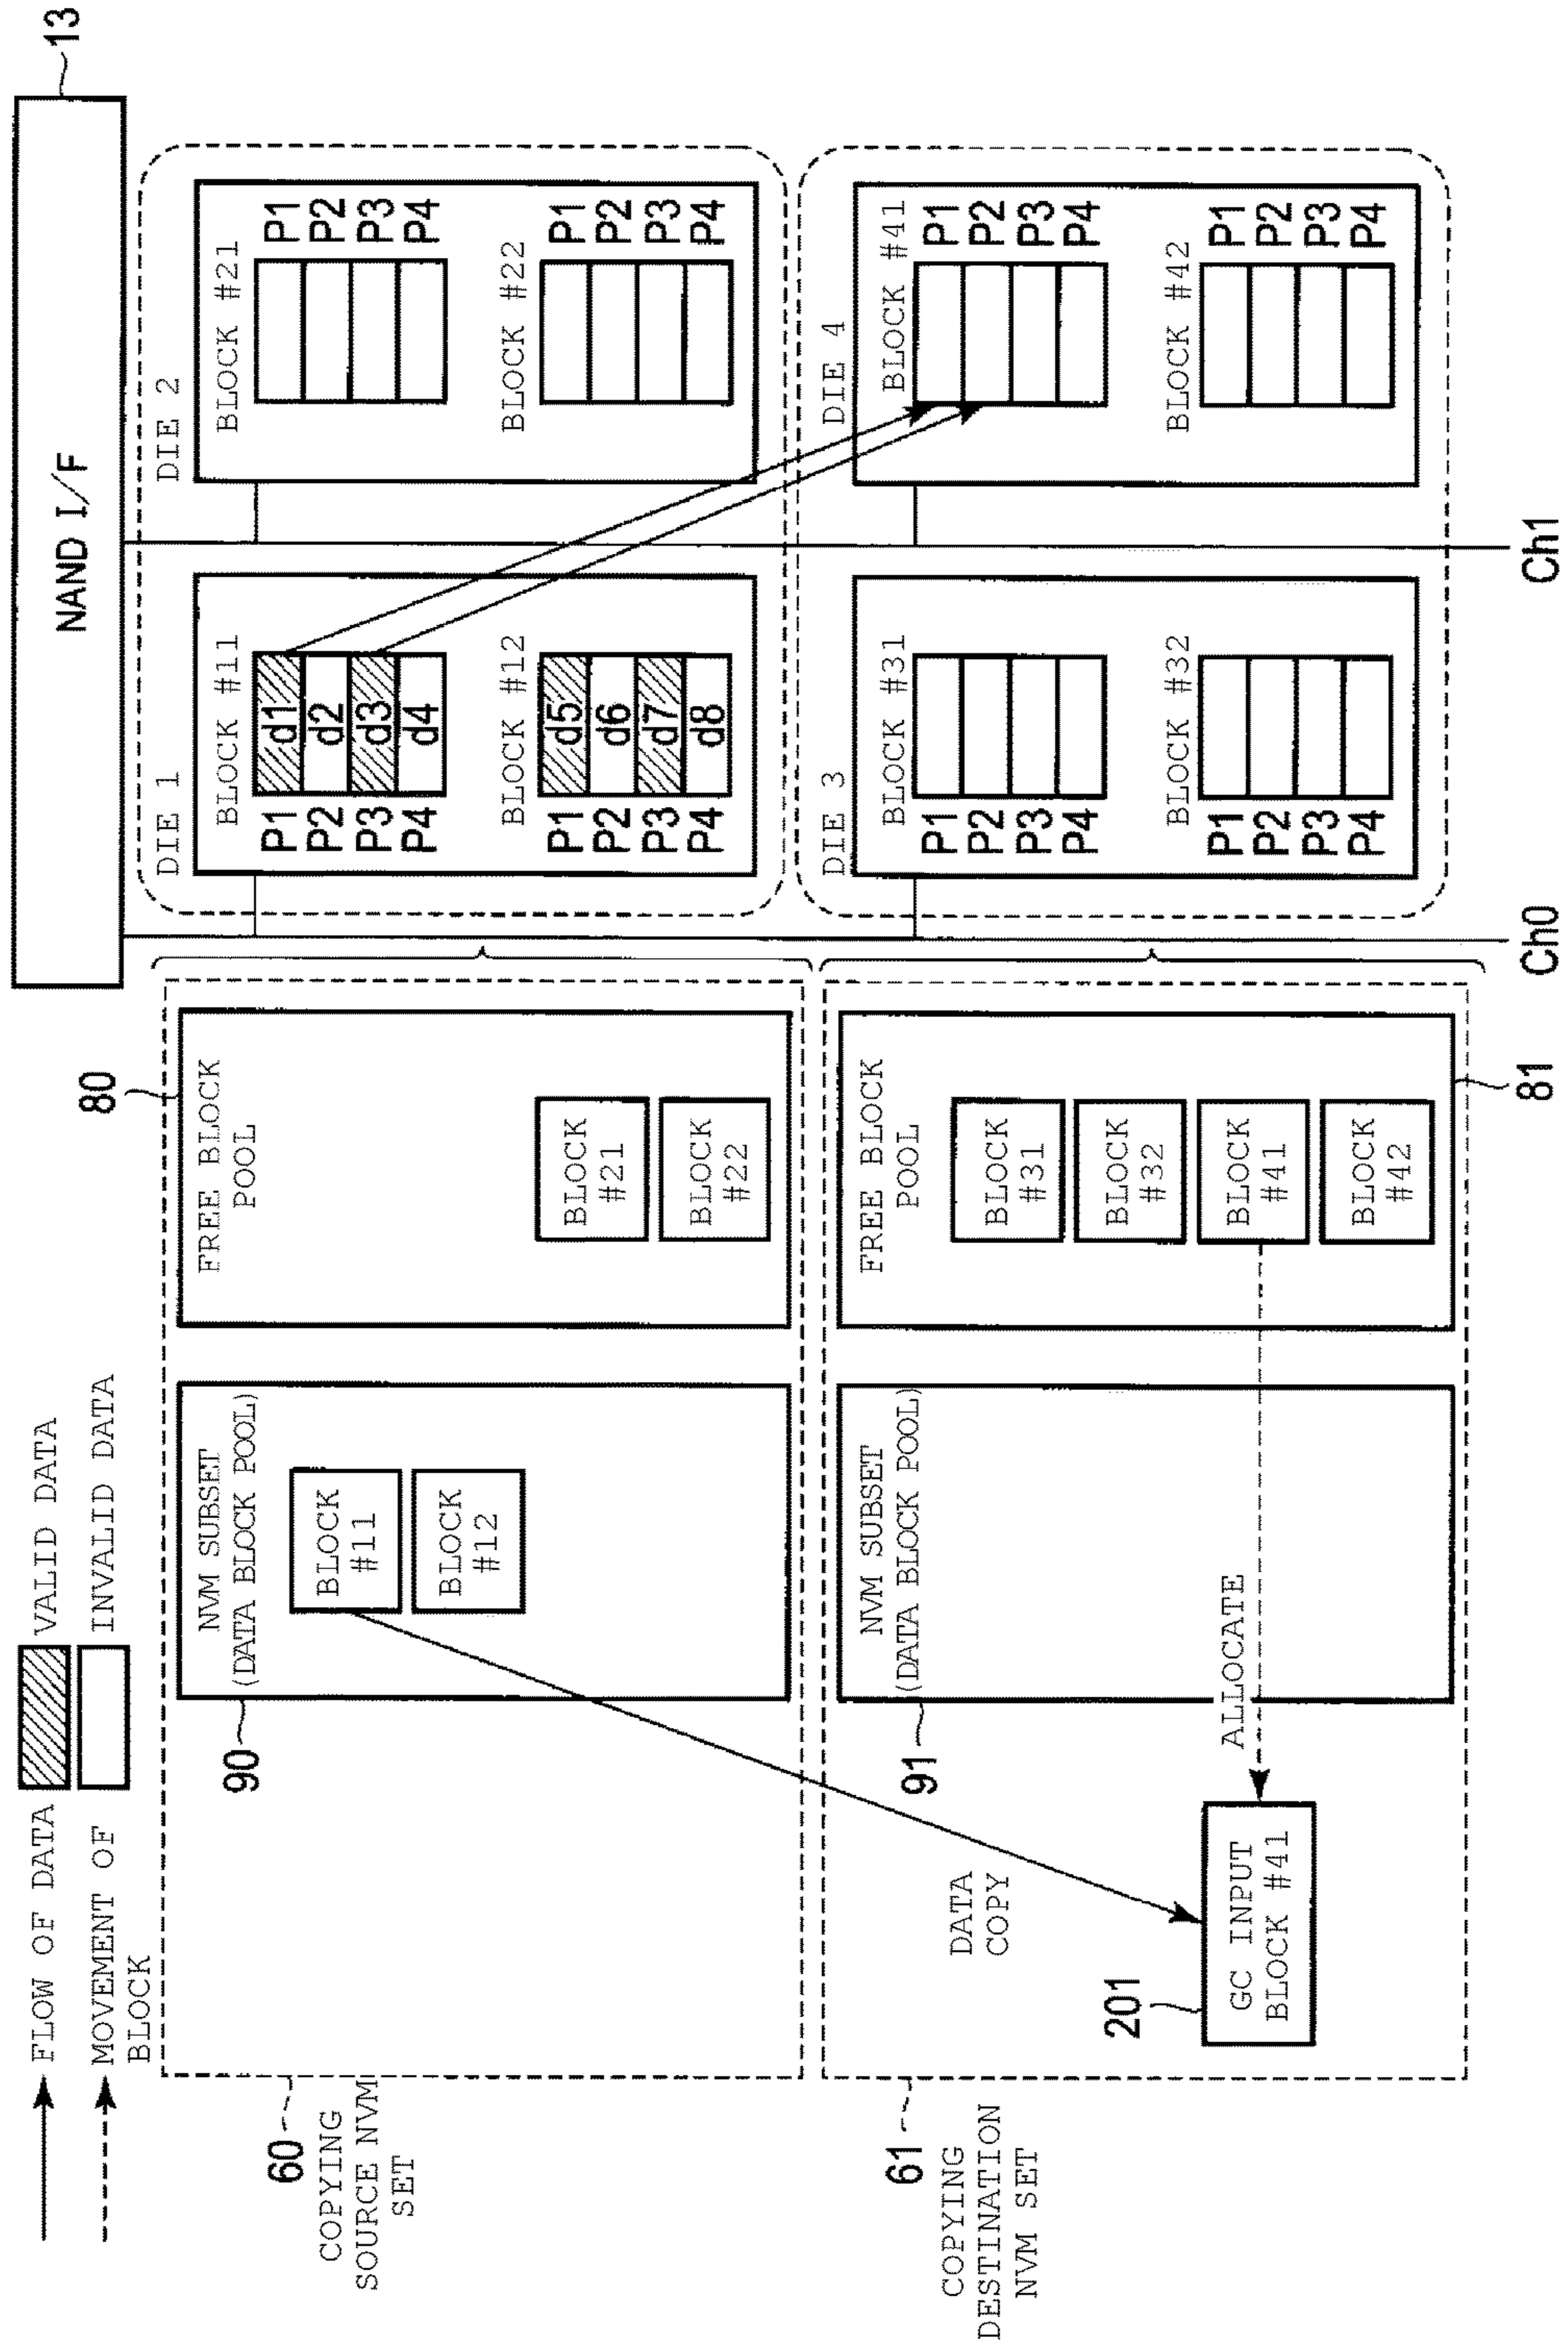 FLOW OF DATA
VALID DATA
MOVEMENT OF
BLOCK
INVALID DATA
NAND I/F
13
60
COPYING
SOURCE NVM
SET
90
NVM SUBSET
(DATA BLOCK POOL)
BLOCK
#11
BLOCK
#12
80
FREE BLOCK
POOL
BLOCK
#21
BLOCK
#22
DIE 1
BLOCK #11
P1 d1
P2 d2
P3 d3
P4 d4
BLOCK #12
P1 d5
P2 d6
P3 d7
P4 d8
DIE 2
BLOCK #21
P1
P2
P3
P4
BLOCK #22
P1
P2
P3
P4
61
COPYING
DESTINATION
NVM SET
DATA
COPY
201
GC INPUT
BLOCK #41
ALLOCATE
91
NVM SUBSET
(DATA BLOCK POOL)
FREE BLOCK
POOL
BLOCK
#31
BLOCK
#32
BLOCK
#41
BLOCK
#42
81
DIE 3
BLOCK #31
P1
P2
P3
P4
BLOCK #32
P1
P2
P3
P4
DIE 4
BLOCK #41
P1
P2
P3
P4
BLOCK #42
P1
P2
P3
P4
Ch0
Ch1